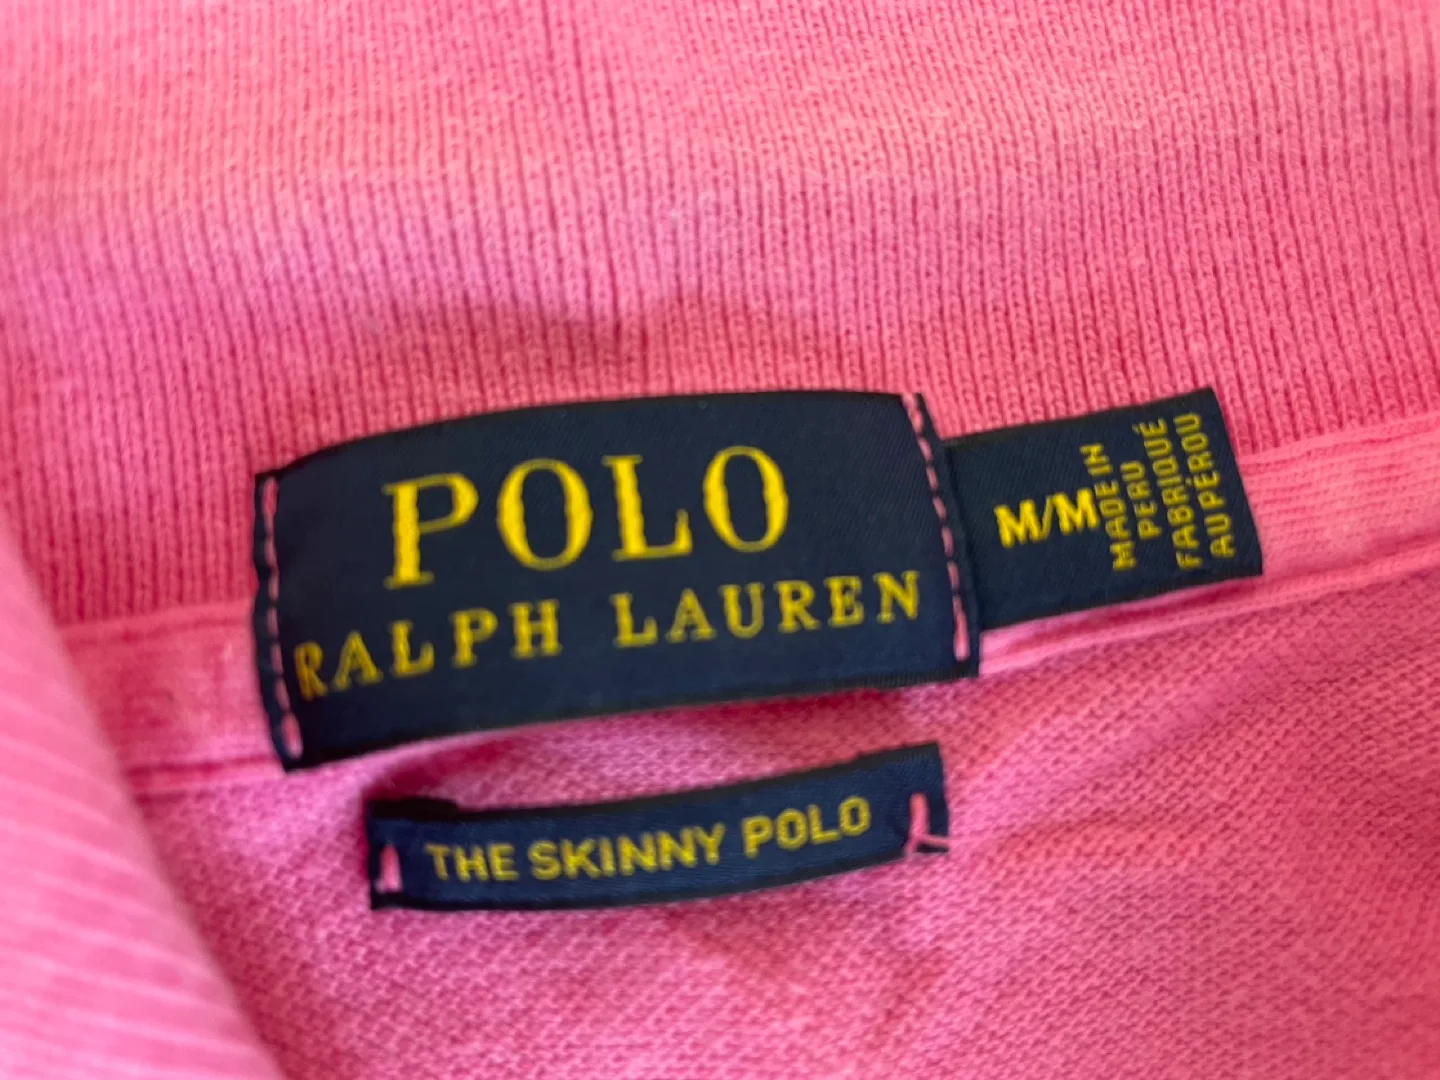 POLO
RALPH LAUREN
M/M
MADE IN
PERU
FABRIQUÉ
AU PÉROU
THE SKINNY POLO